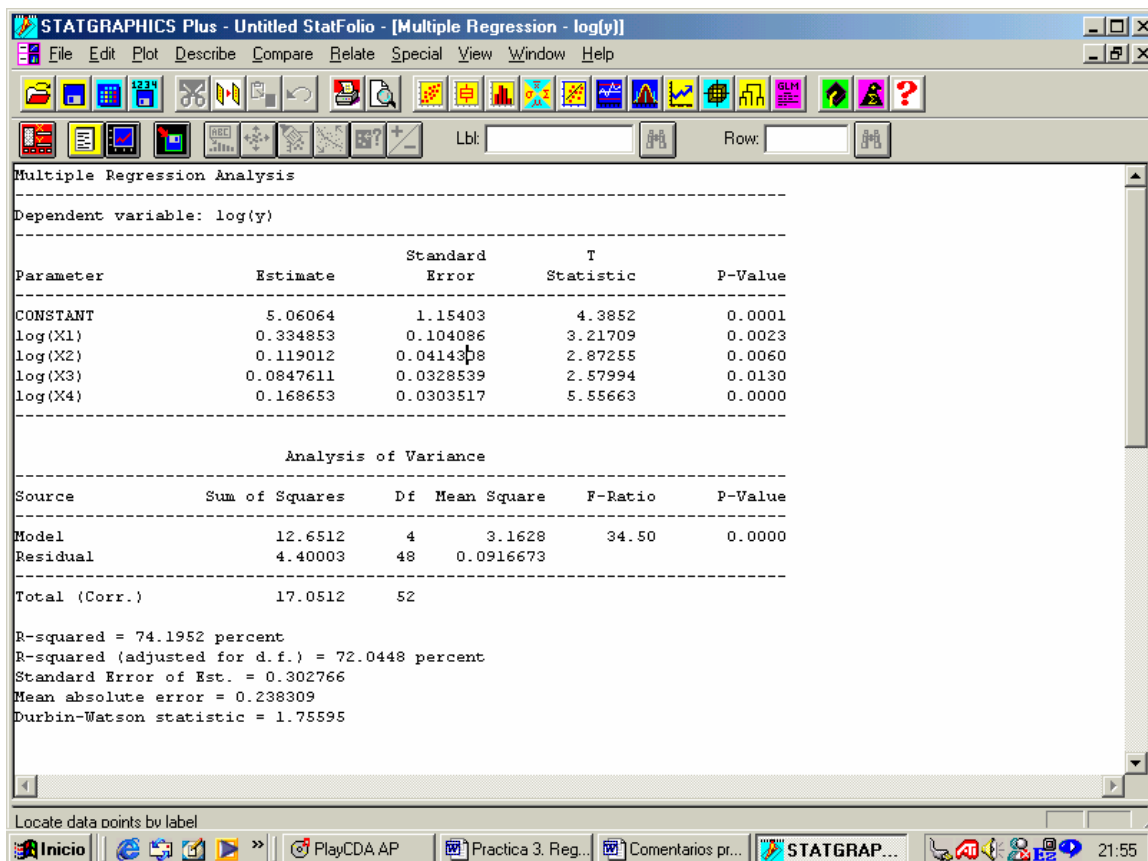 STATGRAPHICS Plus - Untitled StatFolio - [Multiple Regression - log(y)]
File Edit Plot Describe Compare Relate Special View Window Help
1234 GLM
ABC Lbl: Row:
Multiple Regression Analysis
Dependent variable: log(y)
Standard T
Parameter Estimate Error Statistic P-Value
CONSTANT 5.06064 1.15403 4.3852 0.0001
log(X1) 0.334853 0.104086 3.21709 0.0023
log(X2) 0.119012 0.0414308 2.87255 0.0060
log(X3) 0.0847611 0.0328539 2.57994 0.0130
log(X4) 0.168653 0.0303517 5.55663 0.0000
Analysis of Variance
Source Sum of Squares Df Mean Square F-Ratio P-Value
Model 12.6512 4 3.1628 34.50 0.0000
Residual 4.40003 48 0.0916673
Total (Corr.) 17.0512 52
R-squared = 74.1952 percent
R-squared (adjusted for d.f.) = 72.0448 percent
Standard Error of Est. = 0.302766
Mean absolute error = 0.238309
Durbin-Watson statistic = 1.75595
Locate data points by label
Inicio » PlayCDA AP Practica 3. Reg... Comentarios pr... STATGRAP... 21:55